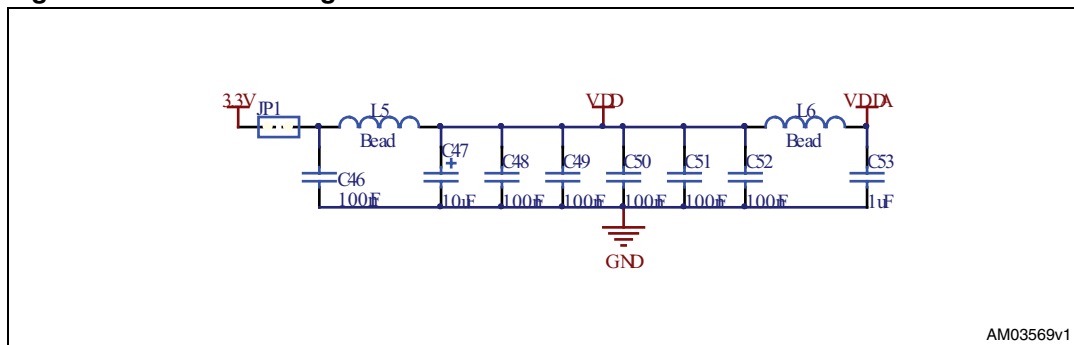 3.3V JP1 L5 VDD L6 VDDA
Bead Bead
C47 C48 C49 C50 C51 C52 C53
+
C46
100nF 10uF 100nF 100nF 100nF 100nF 100nF 1uF
GND
AM03569v1